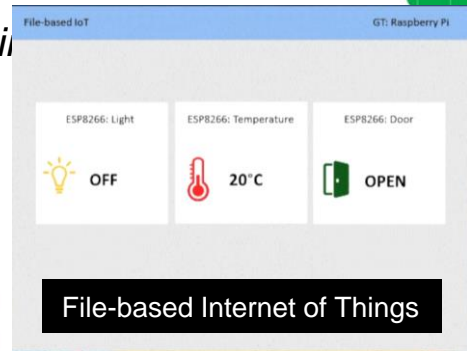 File-based IoT GT: Raspberry Pi
ESP8266: Light ESP8266: Temperature ESP8266: Door
OFF 20°C OPEN
File-based Internet of Things